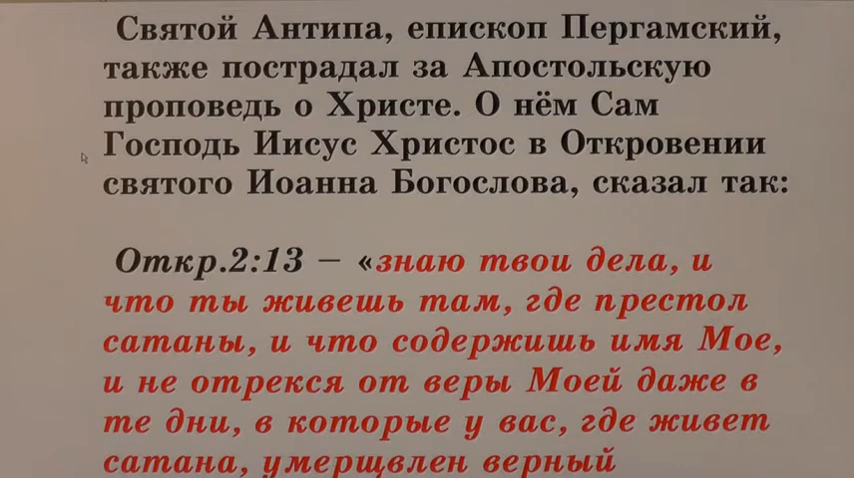 Святой Антипа, епископ Пергамский,
также пострадал за Апостольскую
проповедь о Христе. О нём Сам
Господь Иисус Христос в Откровении
святого Иоанна Богослова, сказал так:
Откр.2:13 – «знаю твои дела, и
что ты живешь там, где престол
сатаны, и что содержишь имя Мое,
и не отрекся от веры Моей даже в
те дни, в которые у вас, где живет
сатана, умерщвлен верный